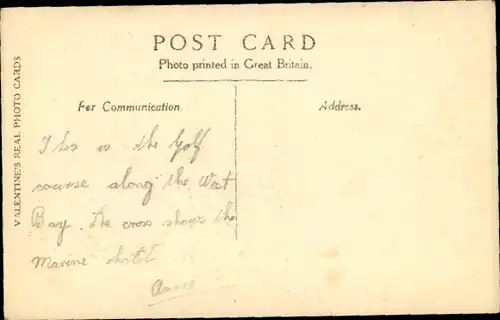 POST CARD
Photo printed in Great Britain.
For Communication.
Address.
VALENTINE'S REAL PHOTO CARDS
This is the Golf
course along the West
Bay. The cross shows the
Marine Hotel